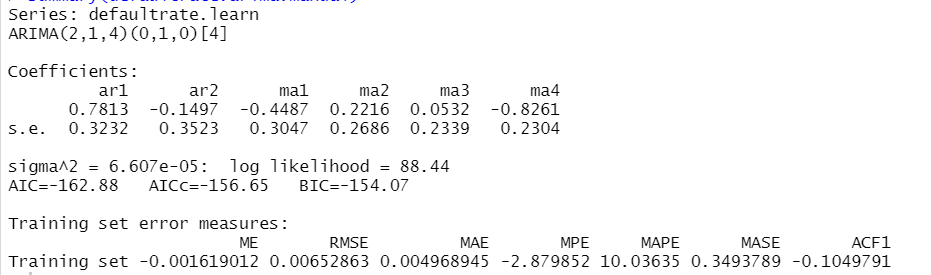 Series: defaultrate.learn
ARIMA(2,1,4)(0,1,0)[4]
Coefficients:
ar1 ar2 ma1 ma2 ma3 ma4
0.7813 -0.1497 -0.4487 0.2216 0.0532 -0.8261
s.e. 0.3232 0.3523 0.3047 0.2686 0.2339 0.2304
sigma^2 = 6.607e-05: log likelihood = 88.44
AIC=-162.88 AICc=-156.65 BIC=-154.07
Training set error measures:
ME RMSE MAE MPE MAPE MASE ACF1
Training set -0.001619012 0.00652863 0.004968945 -2.879852 10.03635 0.3493789 -0.1049791